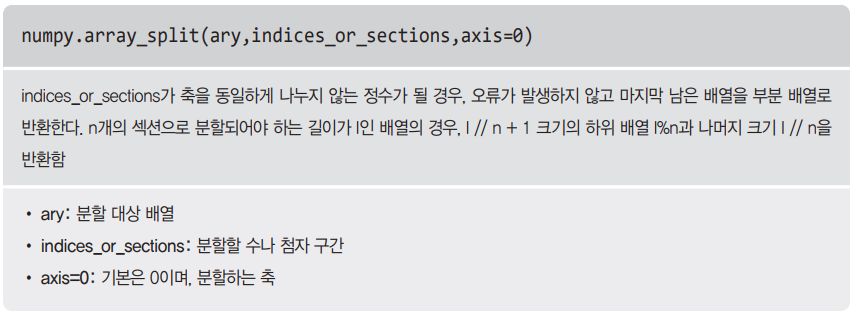 numpy.array_split(ary,indices_or_sections,axis=0)
indices_or_sections가 축을 동일하게 나누지 않는 정수가 될 경우, 오류가 발생하지 않고 마지막 남은 배열을 부분 배열로
반환한다. n개의 섹션으로 분할되어야 하는 길이가 l인 배열의 경우, l // n + 1 크기의 하위 배열 l%n과 나머지 크기 l // n을
반환함
• ary: 분할 대상 배열
• indices_or_sections: 분할할 수나 첨자 구간
• axis=0: 기본은 0이며, 분할하는 축